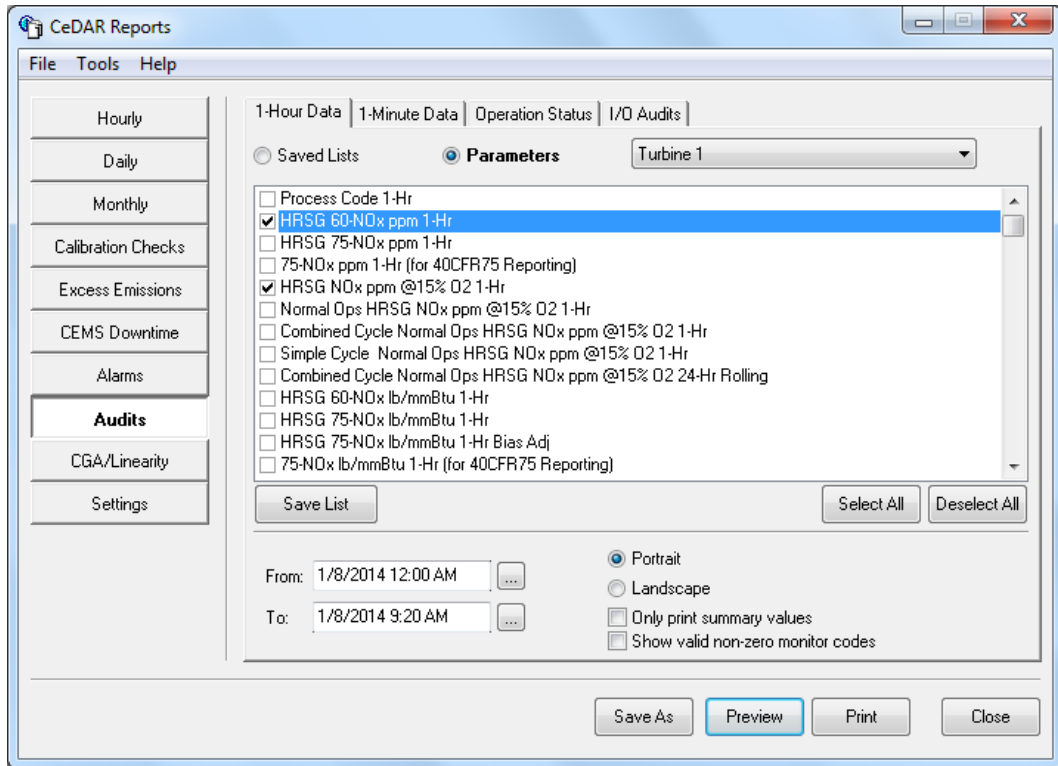 CeDAR Reports
File Tools Help
Hourly
Daily
Monthly
Calibration Checks
Excess Emissions
CEMS Downtime
Alarms
Audits
CGA/Linearity
Settings
1-Hour Data 1-Minute Data Operation Status I/O Audits
Saved Lists Parameters Turbine 1
Process Code 1-Hr
HRSG 60-NOx ppm 1-Hr
HRSG 75-NOx ppm 1-Hr
75-NOx ppm 1-Hr (for 40CFR75 Reporting)
HRSG NOx ppm @15% O2 1-Hr
Normal Ops HRSG NOx ppm @15% O2 1-Hr
Combined Cycle Normal Ops HRSG NOx ppm @15% O2 1-Hr
Simple Cycle  Normal Ops HRSG NOx ppm @15% O2 1-Hr
Combined Cycle Normal Ops HRSG NOx ppm @15% O2 24-Hr Rolling
HRSG 60-NOx lb/mmBtu 1-Hr
HRSG 75-NOx lb/mmBtu 1-Hr
HRSG 75-NOx lb/mmBtu 1-Hr Bias Adj
75-NOx lb/mmBtu 1-Hr (for 40CFR75 Reporting)
Save List Select All Deselect All
From: 1/8/2014 12:00 AM ...
To: 1/8/2014 9:20 AM ...
Portrait
Landscape
Only print summary values
Show valid non-zero monitor codes
Save As Preview Print Close